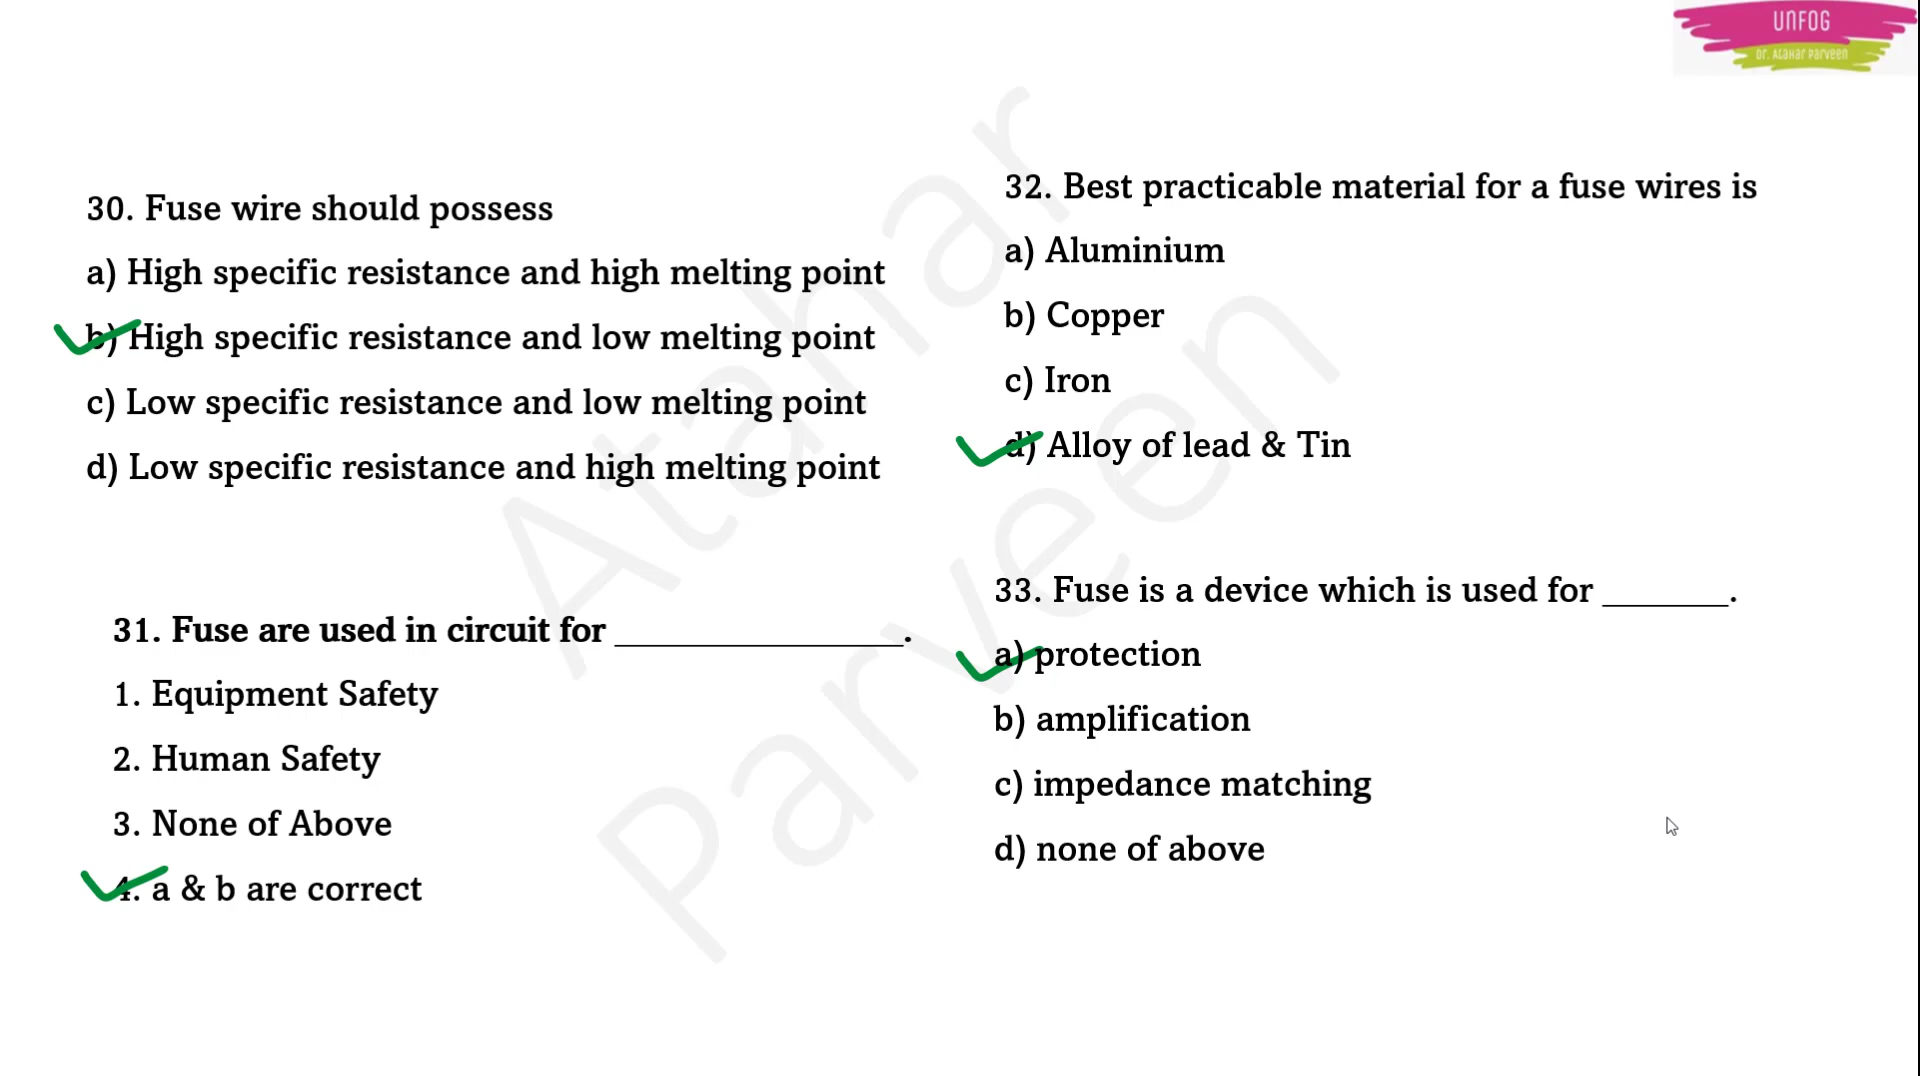 UNFOG
Dr. Atahar Parveen
30. Fuse wire should possess
a) High specific resistance and high melting point
b) High specific resistance and low melting point
c) Low specific resistance and low melting point
d) Low specific resistance and high melting point
31. Fuse are used in circuit for ________________.
1. Equipment Safety
2. Human Safety
3. None of Above
4. a & b are correct
32. Best practicable material for a fuse wires is
a) Aluminium
b) Copper
c) Iron
d) Alloy of lead & Tin
33. Fuse is a device which is used for _______.
a) protection
b) amplification
c) impedance matching
d) none of above
Atahar
Parveen